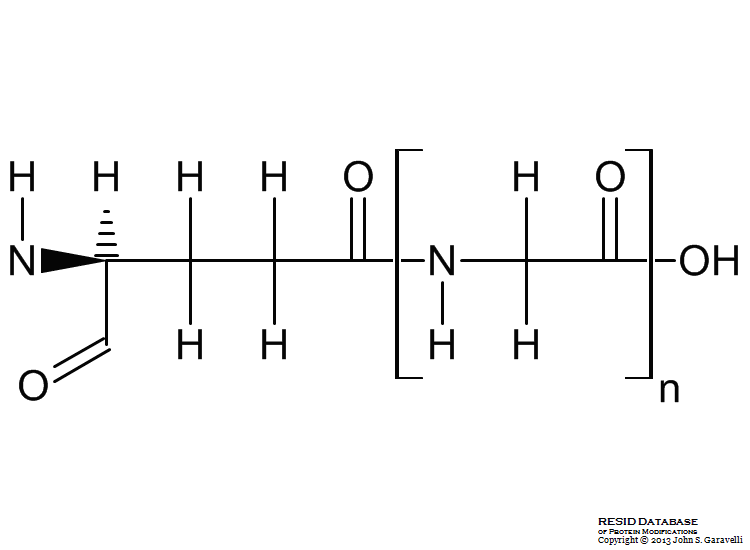 H H H H O H O
N N OH
H H H H
O
n
RESID DATABASE
OF PROTEIN MODIFICATIONS
Copyright © 2013 John S. Garavelli